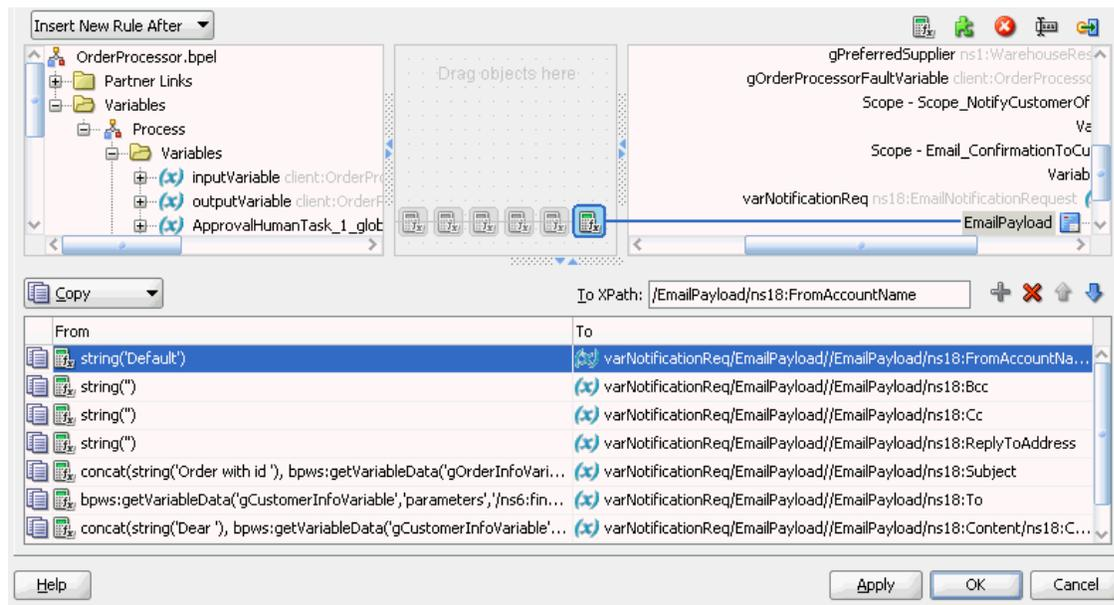 Insert New Rule After
OrderProcessor.bpel
Partner Links
Variables
Process
Variables
inputVariable client:OrderPro
outputVariable client:OrderF
ApprovalHumanTask_1_glob
Drag objects here
gPreferredSupplier ns1:WarehouseRes
gOrderProcessorFaultVariable client:OrderProcesso
Scope - Scope_NotifyCustomerOf
Va
Scope - Email_ConfirmationToCu
Variab
varNotificationReq ns18:EmailNotificationRequest
EmailPayload
Copy
To XPath: /EmailPayload/ns18:FromAccountName
From To
string('Default') varNotificationReq/EmailPayload//EmailPayload/ns18:FromAccountNa...
string('') varNotificationReq/EmailPayload//EmailPayload/ns18:Bcc
string('') varNotificationReq/EmailPayload//EmailPayload/ns18:Cc
string('') varNotificationReq/EmailPayload//EmailPayload/ns18:ReplyToAddress
concat(string('Order with id '), bpws:getVariableData('gOrderInfoVari... varNotificationReq/EmailPayload//EmailPayload/ns18:Subject
bpws:getVariableData('gCustomerInfoVariable','parameters','/ns6:fin... varNotificationReq/EmailPayload//EmailPayload/ns18:To
concat(string('Dear '), bpws:getVariableData('gCustomerInfoVariable'... varNotificationReq/EmailPayload//EmailPayload/ns18:Content/ns18:C...
Help Apply OK Cancel